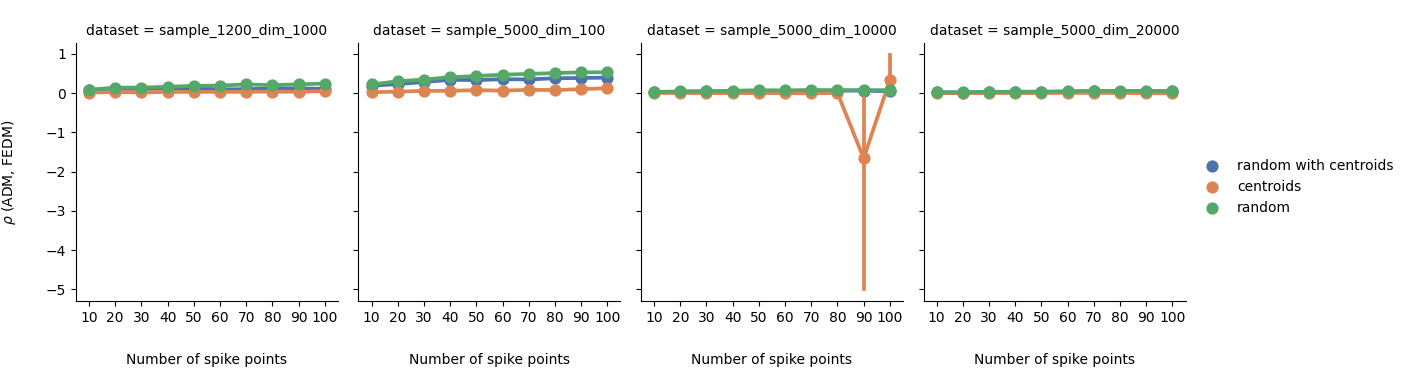 dataset = sample_1200_dim_1000
dataset = sample_5000_dim_100
dataset = sample_5000_dim_10000
dataset = sample_5000_dim_20000
ρ (ADM, FEDM)
1
0
−1
−2
−3
−4
−5
10 20 30 40 50 60 70 80 90 100
10 20 30 40 50 60 70 80 90 100
10 20 30 40 50 60 70 80 90 100
10 20 30 40 50 60 70 80 90 100
Number of spike points
Number of spike points
Number of spike points
Number of spike points
random with centroids
centroids
random